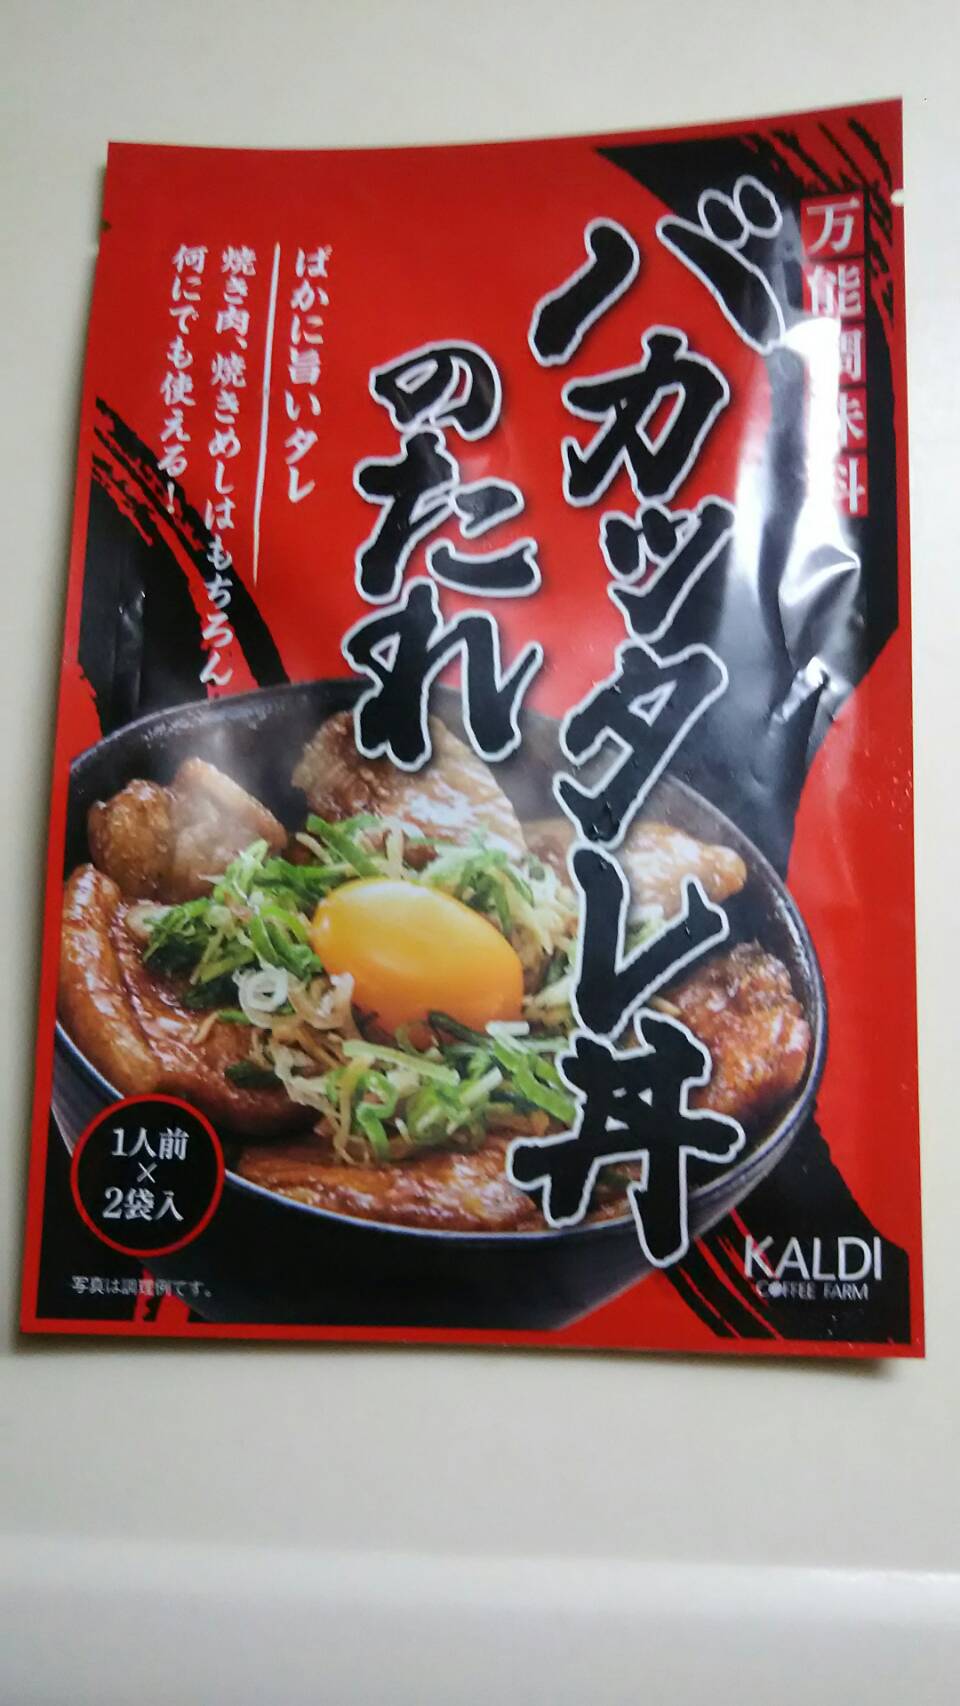 万能調味料
バカッタレ丼
のたれ
ばかに旨いタレ
焼き肉、焼きめしはもちろん
何にでも使える！
1人前
×
2袋入
写真は調理例です。
KALDI
COFFEE FARM